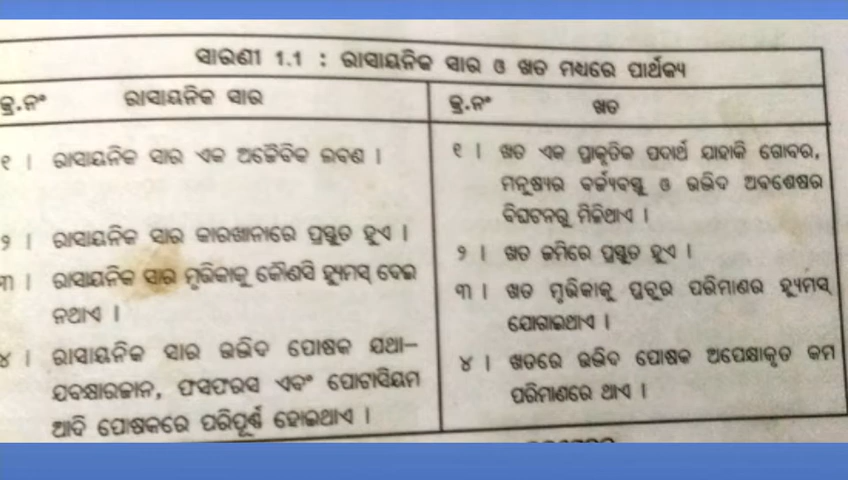 ସାରଣୀ 1.1 : ରାସାୟନିକ ସାର ଓ ଖତ ମଧ୍ୟରେ ପାର୍ଥକ୍ୟ
କ୍ର.ନଂ ରାସାୟନିକ ସାର
୧ । ରାସାୟନିକ ସାର ଏକ ଅଜୈବିକ ଲବଣ ।
୨ । ରାସାୟନିକ ସାର କାରଖାନାରେ ପ୍ରସ୍ତୁତ ହୁଏ ।
୩ । ରାସାୟନିକ ସାର ମୃତ୍ତିକାକୁ କୌଣସି ହ୍ୟୁମସ୍ ଦେଇ
ନଥାଏ ।
୪ । ରାସାୟନିକ ସାର ଉଦ୍ଭିଦ ପୋଷକ ଯଥା–
ଯବକ୍ଷାରଜାନ, ଫସଫରସ ଏବଂ ପୋଟାସିୟମ
ଆଦି ପୋଷକରେ ପରିପୂର୍ଣ୍ଣ ହୋଇଥାଏ ।
କ୍ର.ନଂ ଖତ
୧ । ଖତ ଏକ ପ୍ରାକୃତିକ ପଦାର୍ଥ ଯାହାକି ଗୋବର,
ମନୁଷ୍ୟର ବର୍ଜ୍ୟବସ୍ତୁ ଓ ଉଦ୍ଭିଦ ଅବଶେଷର
ବିଘଟନରୁ ମିଳିଥାଏ ।
୨ । ଖତ ଜମିରେ ପ୍ରସ୍ତୁତ ହୁଏ ।
୩ । ଖତ ମୃତ୍ତିକାକୁ ପ୍ରଚୁର ପରିମାଣର ହ୍ୟୁମସ୍
ଯୋଗାଇଥାଏ ।
୪ । ଖତରେ ଉଦ୍ଭିଦ ପୋଷକ ଅପେକ୍ଷାକୃତ କମ
ପରିମାଣରେ ଥାଏ ।